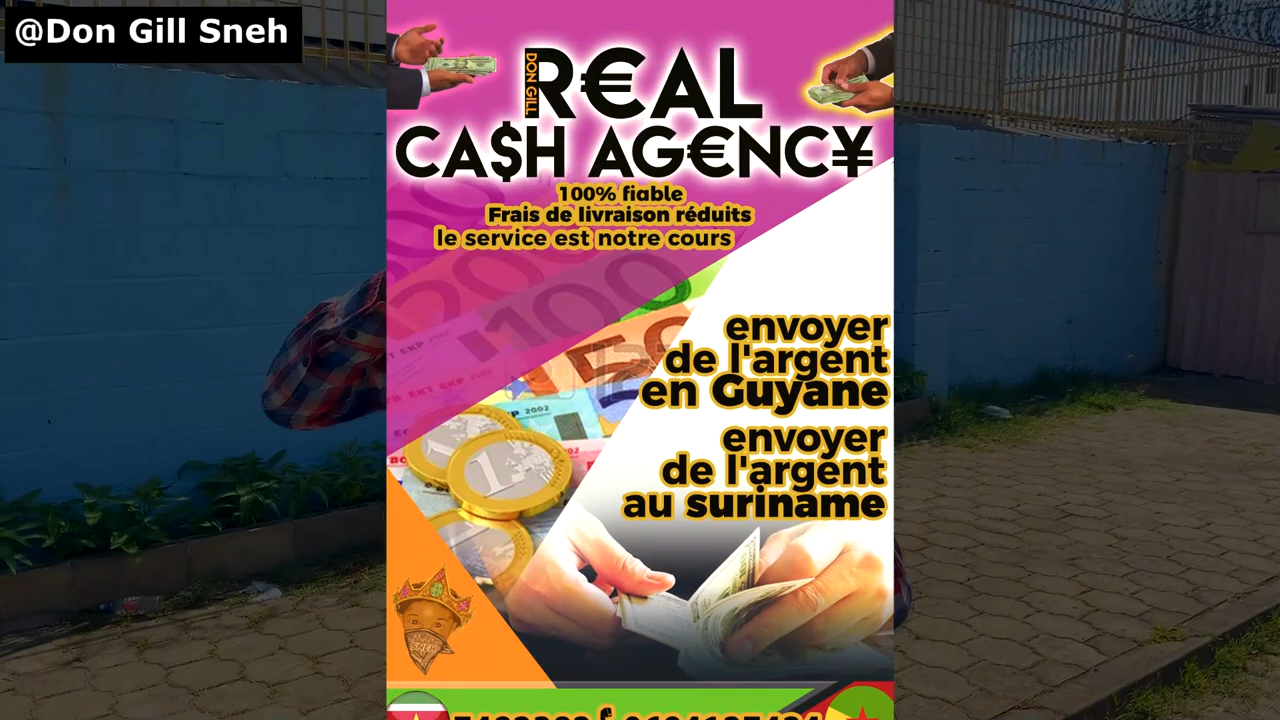 @Don Gill Sneh
DON GILL
R€AL
CA$H AG€NC¥
100% fiable
Frais de livraison réduits
le service est notre cours
envoyer
de l'argent
en Guyane
envoyer
de l'argent
au suriname